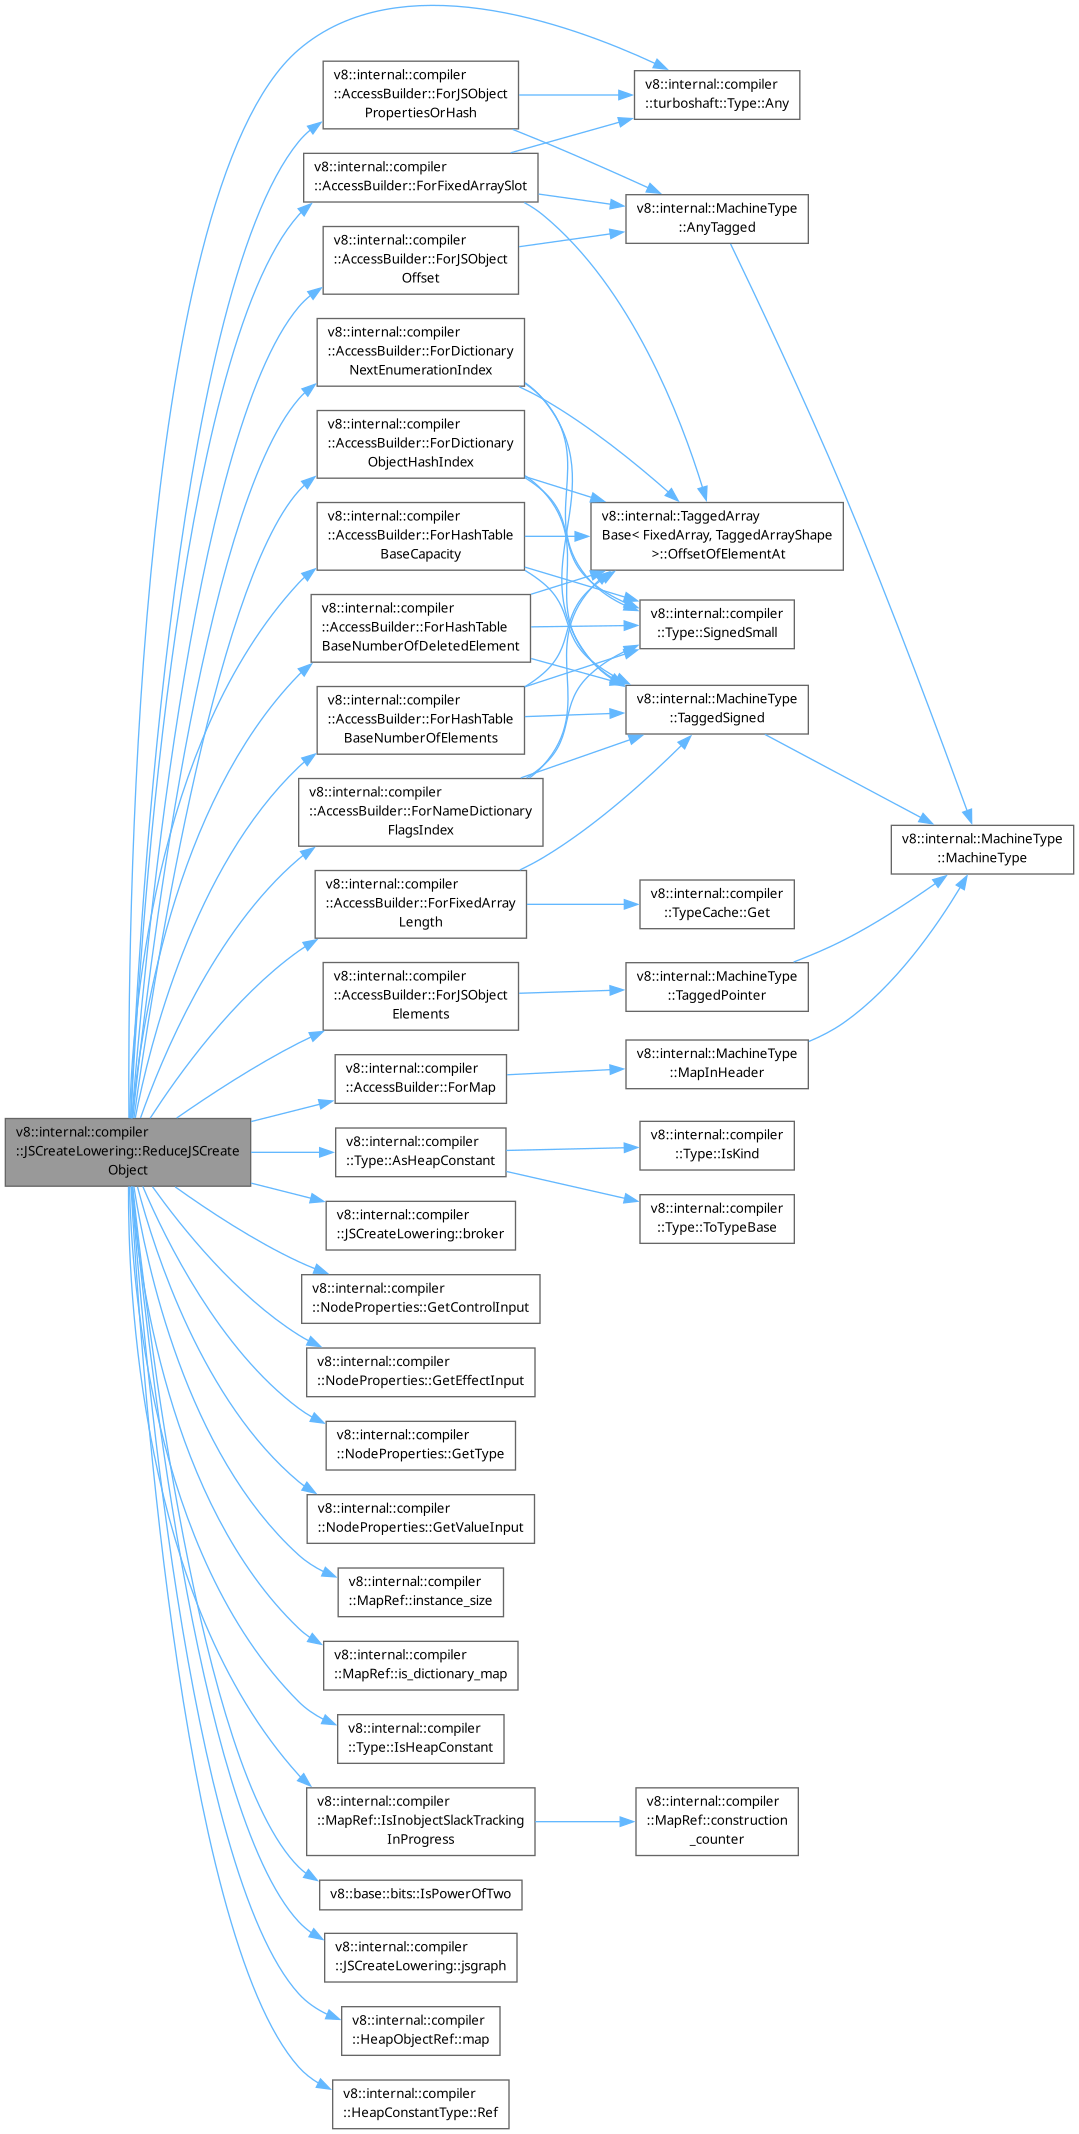 v8::internal::compiler
::JSCreateLowering::ReduceJSCreate
Object
v8::internal::compiler
::AccessBuilder::ForJSObject
PropertiesOrHash
v8::internal::compiler
::AccessBuilder::ForFixedArraySlot
v8::internal::compiler
::AccessBuilder::ForJSObject
Offset
v8::internal::compiler
::AccessBuilder::ForDictionary
NextEnumerationIndex
v8::internal::compiler
::AccessBuilder::ForDictionary
ObjectHashIndex
v8::internal::compiler
::AccessBuilder::ForHashTable
BaseCapacity
v8::internal::compiler
::AccessBuilder::ForHashTable
BaseNumberOfDeletedElement
v8::internal::compiler
::AccessBuilder::ForHashTable
BaseNumberOfElements
v8::internal::compiler
::AccessBuilder::ForNameDictionary
FlagsIndex
v8::internal::compiler
::AccessBuilder::ForFixedArray
Length
v8::internal::compiler
::AccessBuilder::ForJSObject
Elements
v8::internal::compiler
::AccessBuilder::ForMap
v8::internal::compiler
::Type::AsHeapConstant
v8::internal::compiler
::JSCreateLowering::broker
v8::internal::compiler
::NodeProperties::GetControlInput
v8::internal::compiler
::NodeProperties::GetEffectInput
v8::internal::compiler
::NodeProperties::GetType
v8::internal::compiler
::NodeProperties::GetValueInput
v8::internal::compiler
::MapRef::instance_size
v8::internal::compiler
::MapRef::is_dictionary_map
v8::internal::compiler
::Type::IsHeapConstant
v8::internal::compiler
::MapRef::IsInobjectSlackTracking
InProgress
v8::base::bits::IsPowerOfTwo
v8::internal::compiler
::JSCreateLowering::jsgraph
v8::internal::compiler
::HeapObjectRef::map
v8::internal::compiler
::HeapConstantType::Ref
v8::internal::compiler
::turboshaft::Type::Any
v8::internal::MachineType
::AnyTagged
v8::internal::TaggedArray
Base< FixedArray, TaggedArrayShape
>::OffsetOfElementAt
v8::internal::compiler
::Type::SignedSmall
v8::internal::MachineType
::TaggedSigned
v8::internal::compiler
::TypeCache::Get
v8::internal::MachineType
::TaggedPointer
v8::internal::MachineType
::MapInHeader
v8::internal::compiler
::Type::IsKind
v8::internal::compiler
::Type::ToTypeBase
v8::internal::compiler
::MapRef::construction
_counter
v8::internal::MachineType
::MachineType